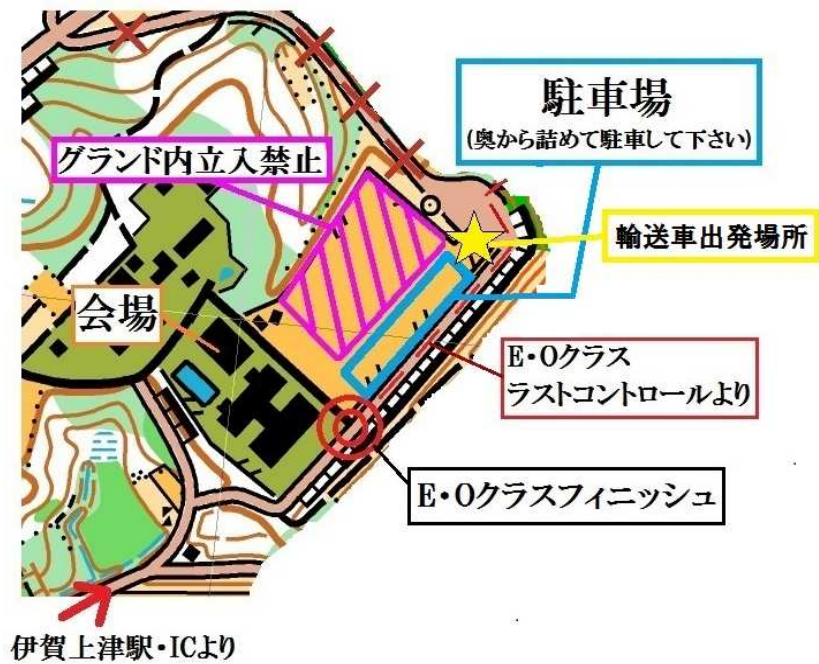 駐車場
(奥から詰めて駐車して下さい)
グランド内立入禁止
輸送車出発場所
会場
E・Oクラス
ラストコントロールより
E・Oクラスフィニッシュ
伊賀上津駅・ICより